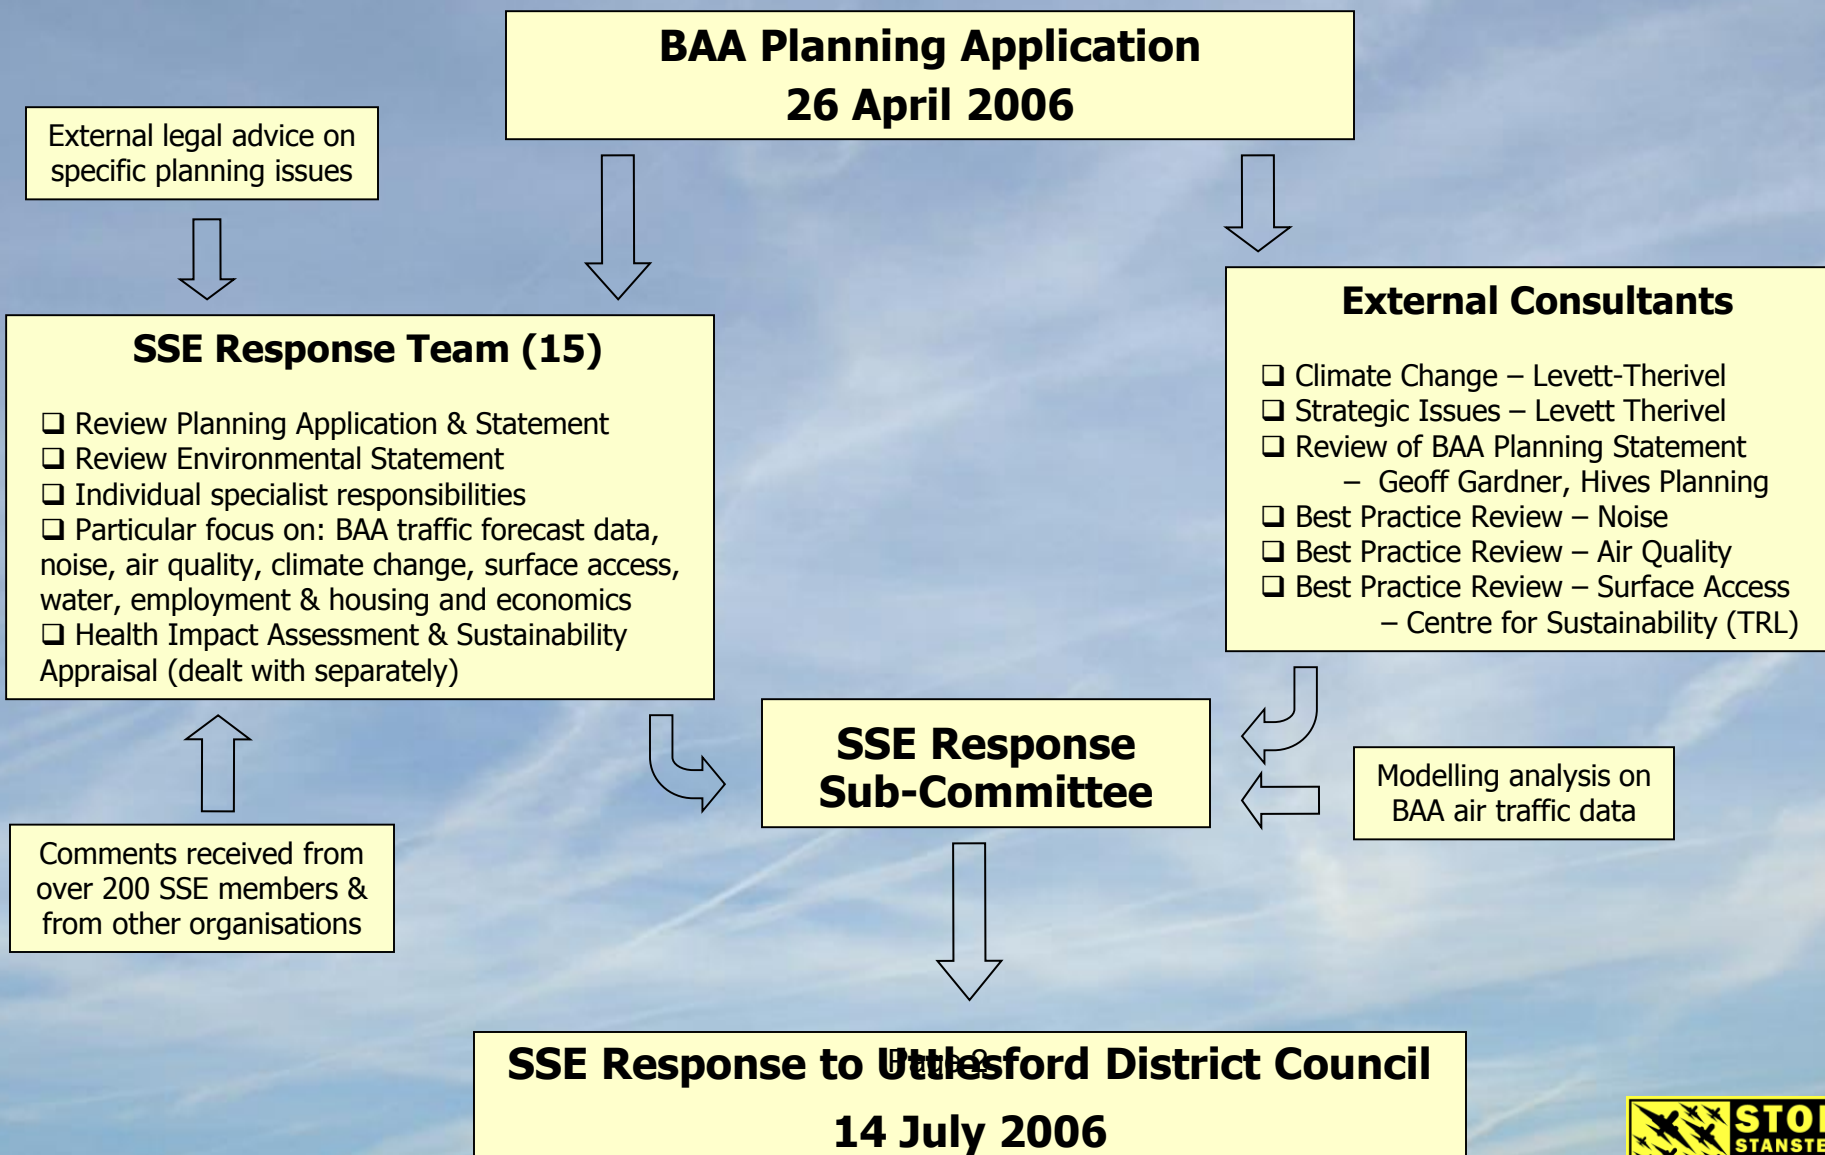 BAA Planning Application
26 April 2006
External legal advice on
specific planning issues
SSE Response Team (15)
❑ Review Planning Application & Statement
❑ Review Environmental Statement
❑ Individual specialist responsibilities
❑ Particular focus on: BAA traffic forecast data,
noise, air quality, climate change, surface access,
water, employment & housing and economics
❑ Health Impact Assessment & Sustainability
Appraisal (dealt with separately)
External Consultants
❑ Climate Change – Levett-Therivel
❑ Strategic Issues – Levett Therivel
❑ Review of BAA Planning Statement
– Geoff Gardner, Hives Planning
❑ Best Practice Review – Noise
❑ Best Practice Review – Air Quality
❑ Best Practice Review – Surface Access
– Centre for Sustainability (TRL)
SSE Response
Sub-Committee
Modelling analysis on
BAA air traffic data
Comments received from
over 200 SSE members &
from other organisations
SSE Response to Uttlesford District Council
Page 2
14 July 2006
STO
STANSTE